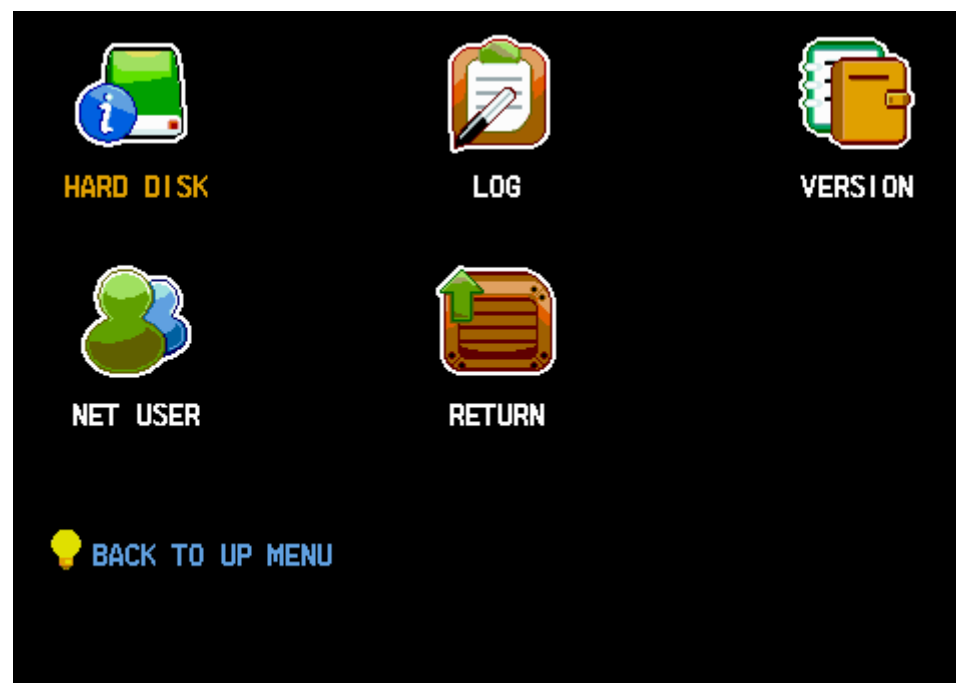 HARD DISK
LOG
VERSION
NET USER
RETURN
BACK TO UP MENU